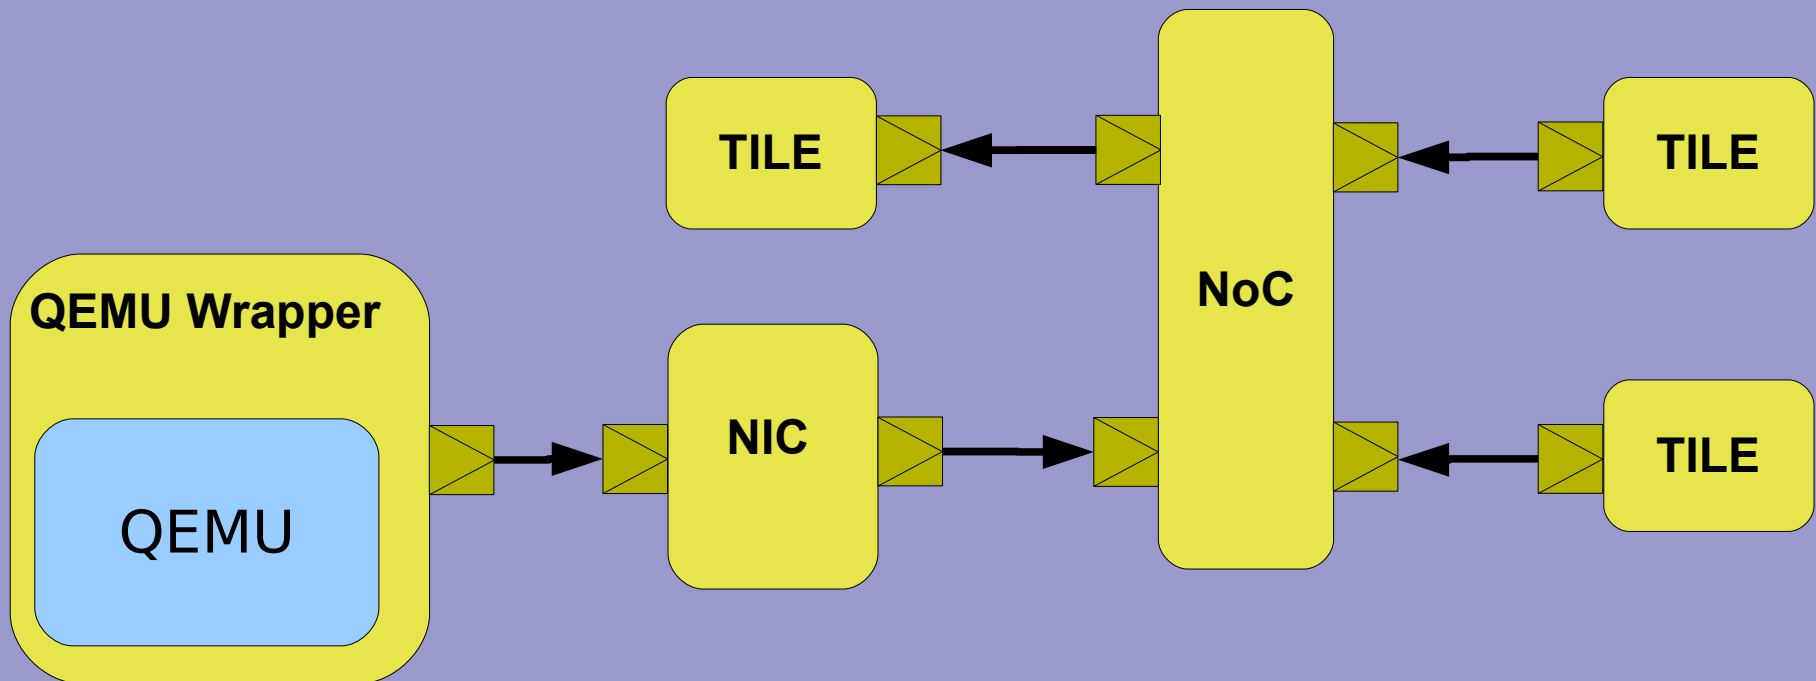 TILE
TILE
NoC
QEMU Wrapper
NIC
TILE
QEMU